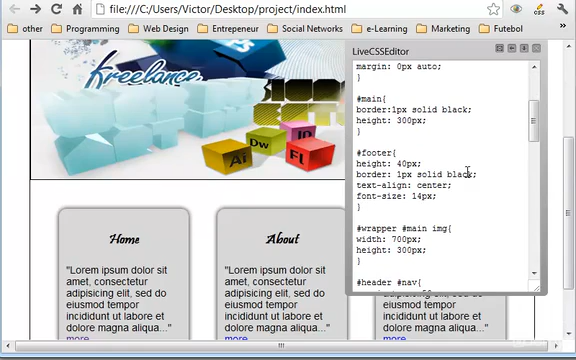 file:///C:/Users/Victor/Desktop/project/index.html
other Programming Web Design Entrepeneur Social Networks e-Learning Marketing Futebol
LiveCSSEditor
margin: 0px auto;
}
#main{
border:1px solid black;
height: 300px;
}
#footer{
height: 40px;
border: 1px solid black;
text-align: center;
font-size: 14px;
}
#wrapper #main img{
width: 700px;
height: 300px;
}
#header #nav{
freelance
Ai
Dw
Fl
Home
"Lorem ipsum dolor sit
amet, consectetur
adipisicing elit, sed do
eiusmod tempor
incididunt ut labore et
dolore magna aliqua..."
more
About
"Lorem ipsum dolor sit
amet, consectetur
adipisicing elit, sed do
eiusmod tempor
incididunt ut labore et
dolore magna aliqua..."
more
eiusmod tempor
incididunt ut labore et
dolore magna aliqua..."